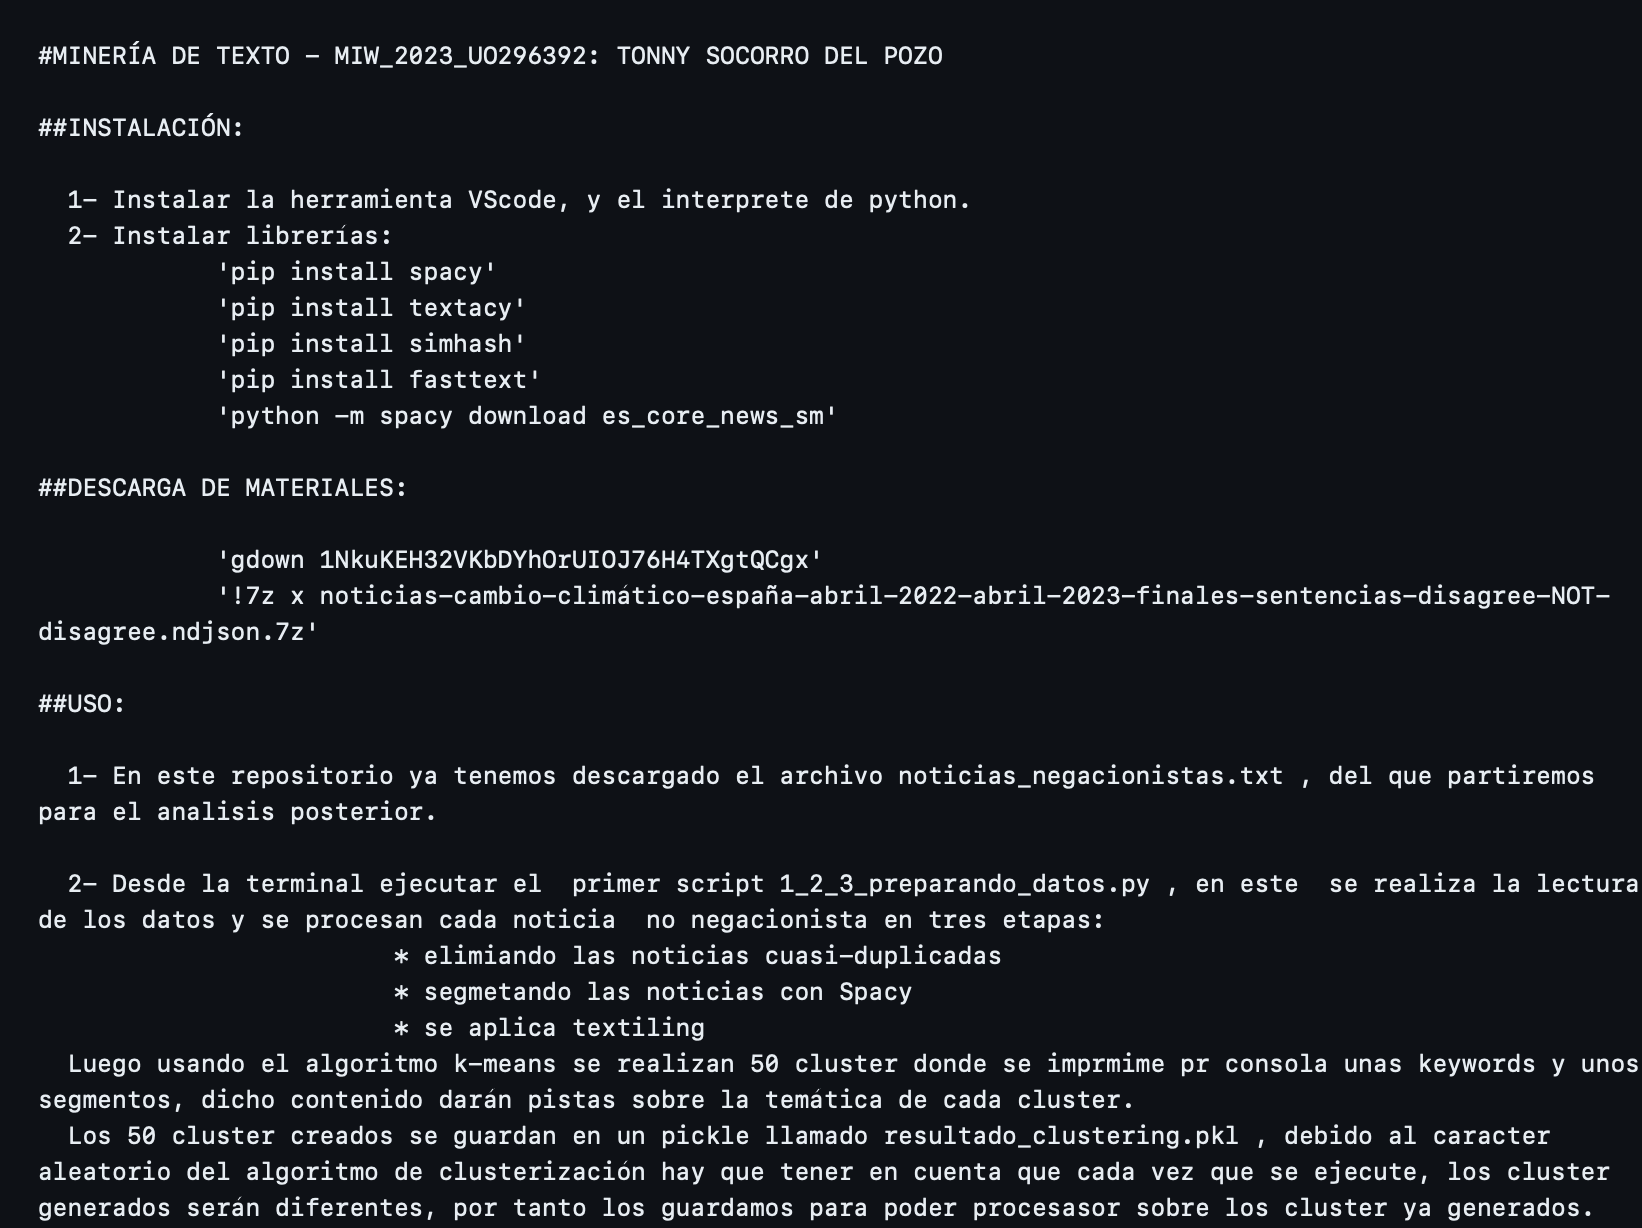 #MINERÍA DE TEXTO - MIW_2023_UO296392: TONNY SOCORRO DEL POZO
##INSTALACIÓN:
1- Instalar la herramienta VScode, y el interprete de python.
2- Instalar librerías:
'pip install spacy'
'pip install textacy'
'pip install simhash'
'pip install fasttext'
'python -m spacy download es_core_news_sm'
##DESCARGA DE MATERIALES:
'gdown 1NkuKEH32VKbDYhOrUIOJ76H4TXgtQCgx'
'!7z x noticias-cambio-climático-españa-abril-2022-abril-2023-finales-sentencias-disagree-NOT-
disagree.ndjson.7z'
##USO:
1- En este repositorio ya tenemos descargado el archivo noticias_negacionistas.txt , del que partiremos
para el analisis posterior.
2- Desde la terminal ejecutar el  primer script 1_2_3_preparando_datos.py , en este  se realiza la lectura
de los datos y se procesan cada noticia  no negacionista en tres etapas:
* elimiando las noticias cuasi-duplicadas
* segmetando las noticias con Spacy
* se aplica textiling
Luego usando el algoritmo k-means se realizan 50 cluster donde se imprmime pr consola unas keywords y unos
segmentos, dicho contenido darán pistas sobre la temática de cada cluster.
Los 50 cluster creados se guardan en un pickle llamado resultado_clustering.pkl , debido al caracter
aleatorio del algoritmo de clusterización hay que tener en cuenta que cada vez que se ejecute, los cluster
generados serán diferentes, por tanto los guardamos para poder procesasor sobre los cluster ya generados.